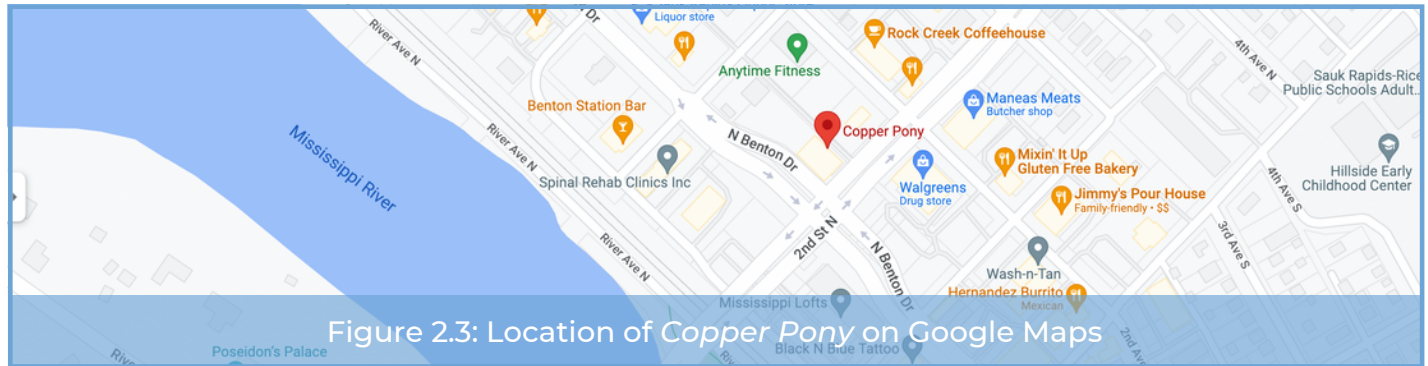 Dr
Liquor store
River Ave N
Rock Creek Coffeehouse
4th Ave N
Anytime Fitness
Sauk Rapids-Rice
Public Schools Adult...
Maneas Meats
Butcher shop
Benton Station Bar
Copper Pony
Mississippi River
River Ave N
N Benton Dr
Mixin' It Up
Gluten Free Bakery
Hillside Early
Childhood Center
Spinal Rehab Clinics Inc
Walgreens
Drug store
4th Ave S
Jimmy's Pour House
Family-friendly • $$
River Ave N
2nd St N
N Benton Dr
3rd Ave S
Wash-n-Tan
Mississippi Lofts
Hernandez Burrito
Mexican
Figure 2.3: Location of Copper Pony on Google Maps
Poseidon's Palace
Black N Blue Tattoo
2nd Ave